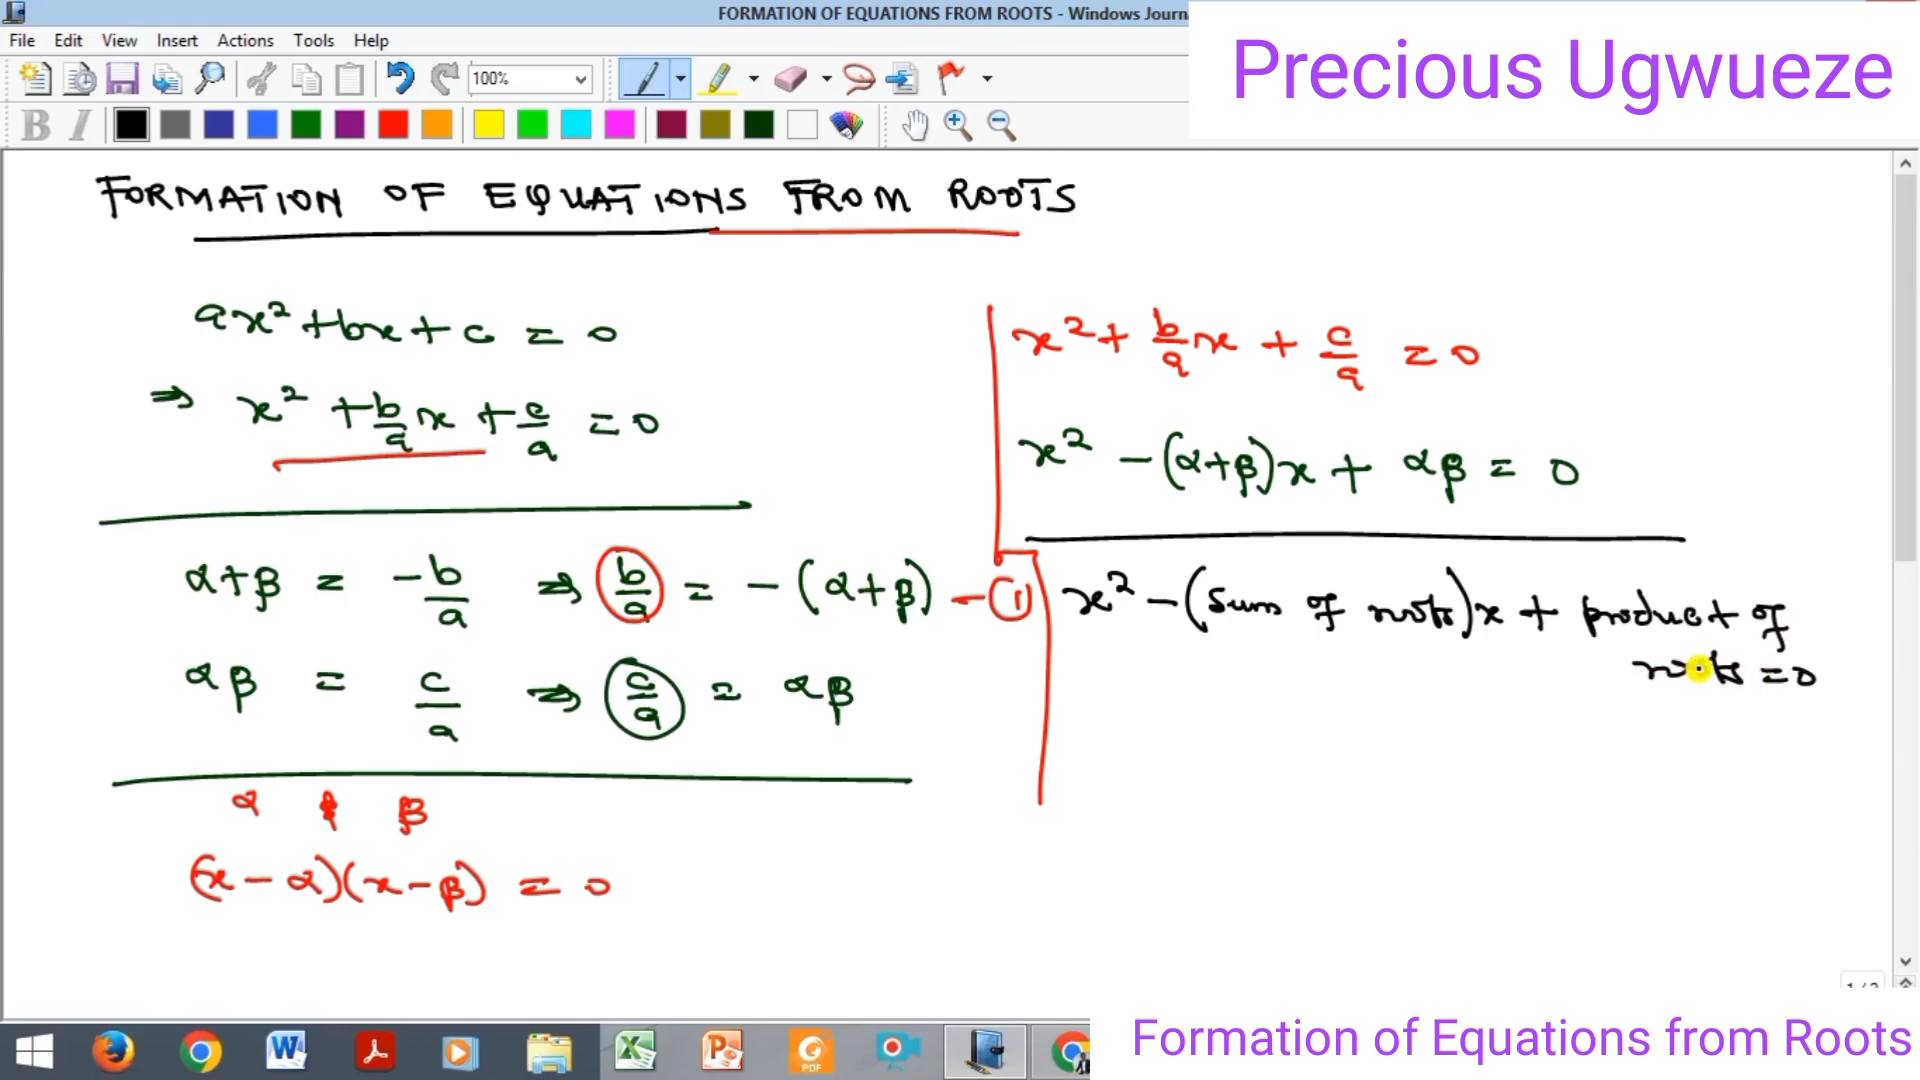 FORMATION OF EQUATIONS FROM ROOTS - Windows Journa
File Edit View Insert Actions Tools Help
Precious Ugwueze
100%
B I
FORMATION OF EQUATIONS FROM ROOTS
ax² + bx + c = 0
⇒ x² + b/a x + c/a = 0
α+β = -b/a ⇒ b/a = -(α+β) - ①
αβ = c/a ⇒ c/a = αβ
α & β
(x - α)(x - β) = 0
x² + b/a x + c/a = 0
x² - (α+β)x + αβ = 0
x² - (sum of roots)x + product of
roots = 0
PDF
Formation of Equations from Roots